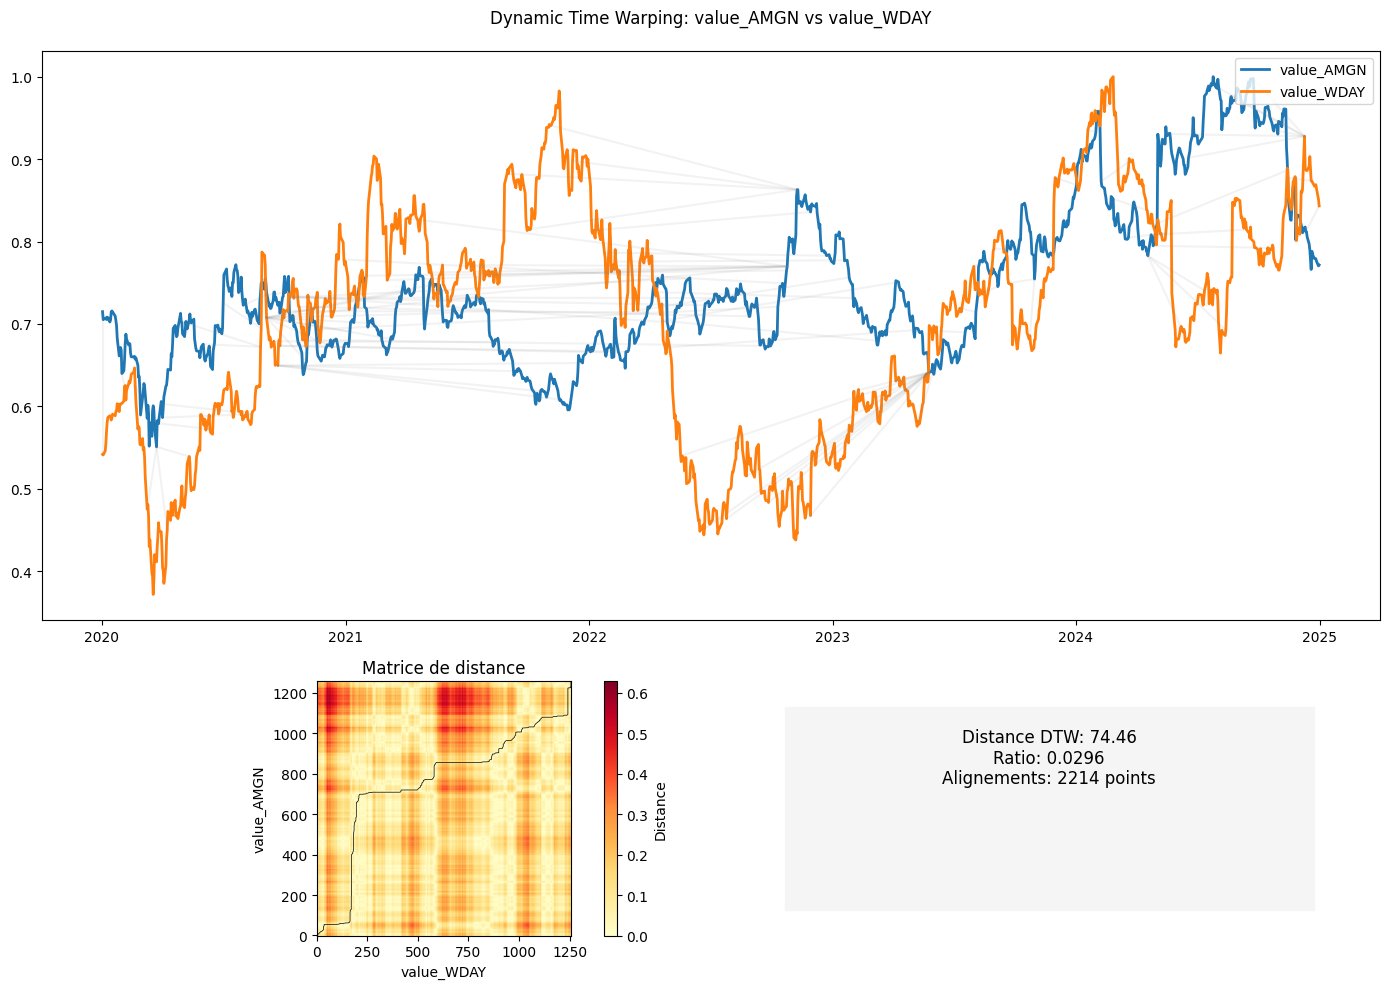 Dynamic Time Warping: value_AMGN vs value_WDAY
value_AMGN
value_WDAY
1.0
0.9
0.8
0.7
0.6
0.5
0.4
2020 2021 2022 2023 2024 2025
Matrice de distance
value_AMGN
1200
1000
800
600
400
200
0
0 250 500 750 1000 1250
value_WDAY
0.6
0.5
0.4
0.3
0.2
0.1
0.0
Distance
Distance DTW: 74.46
Ratio: 0.0296
Alignements: 2214 points